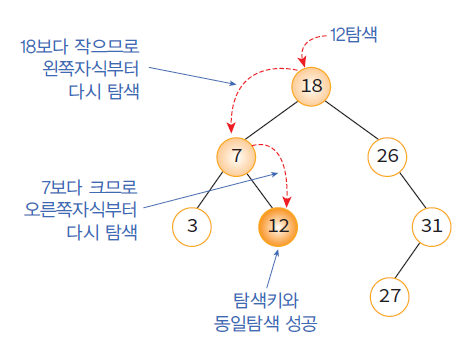 12탐색
18보다 작으므로
왼쪽자식부터
다시 탐색
18
7
26
7보다 크므로
오른쪽자식부터
다시 탐색
3
12
31
27
탐색키와
동일탐색 성공